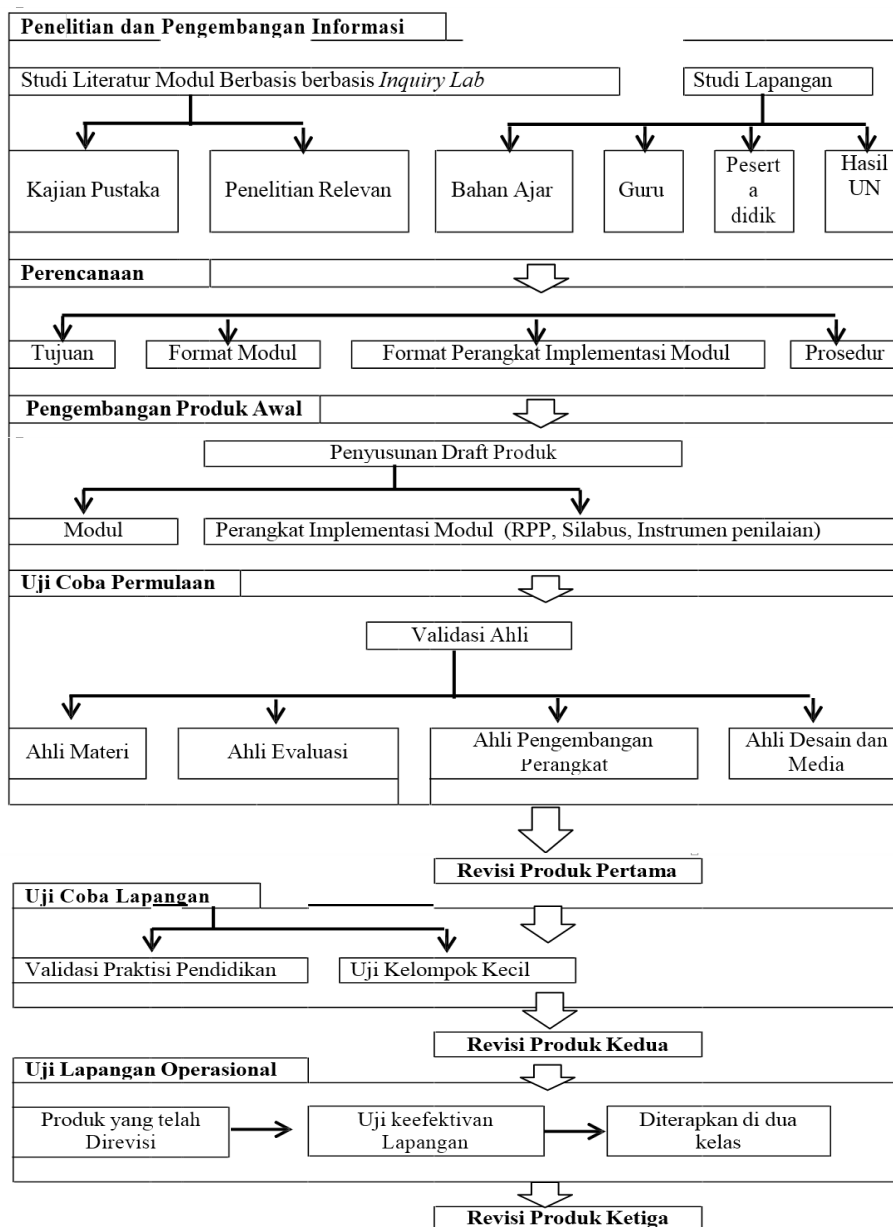 Penelitian dan Pengembangan Informasi
Studi Literatur Modul Berbasis berbasis Inquiry Lab
Studi Lapangan
Kajian Pustaka
Penelitian Relevan
Bahan Ajar
Guru
Pesert
a
didik
Hasil
UN
Perencanaan
Tujuan
Format Modul
Format Perangkat Implementasi Modul
Prosedur
Pengembangan Produk Awal
Penyusunan Draft Produk
Modul
Perangkat Implementasi Modul (RPP, Silabus, Instrumen penilaian)
Uji Coba Permulaan
Validasi Ahli
Ahli Materi
Ahli Evaluasi
Ahli Pengembangan
Perangkat
Ahli Desain dan
Media
Revisi Produk Pertama
Uji Coba Lapangan
Validasi Praktisi Pendidikan
Uji Kelompok Kecil
Revisi Produk Kedua
Uji Lapangan Operasional
Produk yang telah
Direvisi
Uji keefektivan
Lapangan
Diterapkan di dua
kelas
Revisi Produk Ketiga